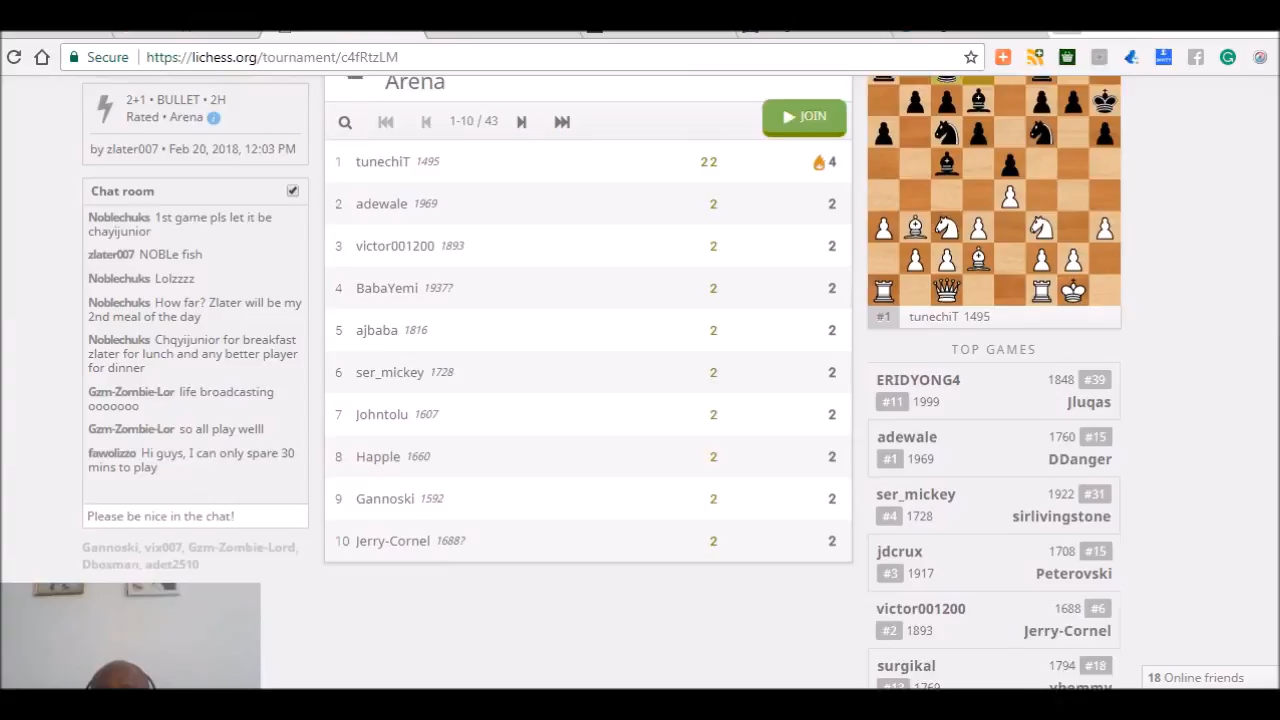 Secure https://lichess.org/tournament/c4fRtzLM
Arena
2+1 • BULLET • 2H
Rated • Arena
by zlater007 • Feb 20, 2018, 12:03 PM
Chat room
Noblechuks 1st game pls let it be
chayijunior
zlater007 NOBLe fish
Noblechuks Lolzzzz
Noblechuks How far? Zlater will be my
2nd meal of the day
Noblechuks Chqyijunior for breakfast
zlater for lunch and any better player
for dinner
Gzm-Zombie-Lor life broadcasting
ooooooo
Gzm-Zombie-Lor so all play welll
fawolizzo Hi guys, I can only spare 30
mins to play
Please be nice in the chat!
Gannoski, vix007, Gzm-Zombie-Lord,
Dbosman, adet2510
1-10 / 43
JOIN
1 tunechiT 1495 22 4
2 adewale 1969 2 2
3 victor001200 1893 2 2
4 BabaYemi 1937? 2 2
5 ajbaba 1816 2 2
6 ser_mickey 1728 2 2
7 Johntolu 1607 2 2
8 Happle 1660 2 2
9 Gannoski 1592 2 2
10 Jerry-Cornel 1688? 2 2
#1 tunechiT 1495
TOP GAMES
ERIDYONG4 1848 #39
#11 1999 Jluqas
adewale 1760 #15
#1 1969 DDanger
ser_mickey 1922 #31
#4 1728 sirlivingstone
jdcrux 1708 #15
#3 1917 Peterovski
victor001200 1688 #6
#2 1893 Jerry-Cornel
surgikal 1794 #18
18 Online friends